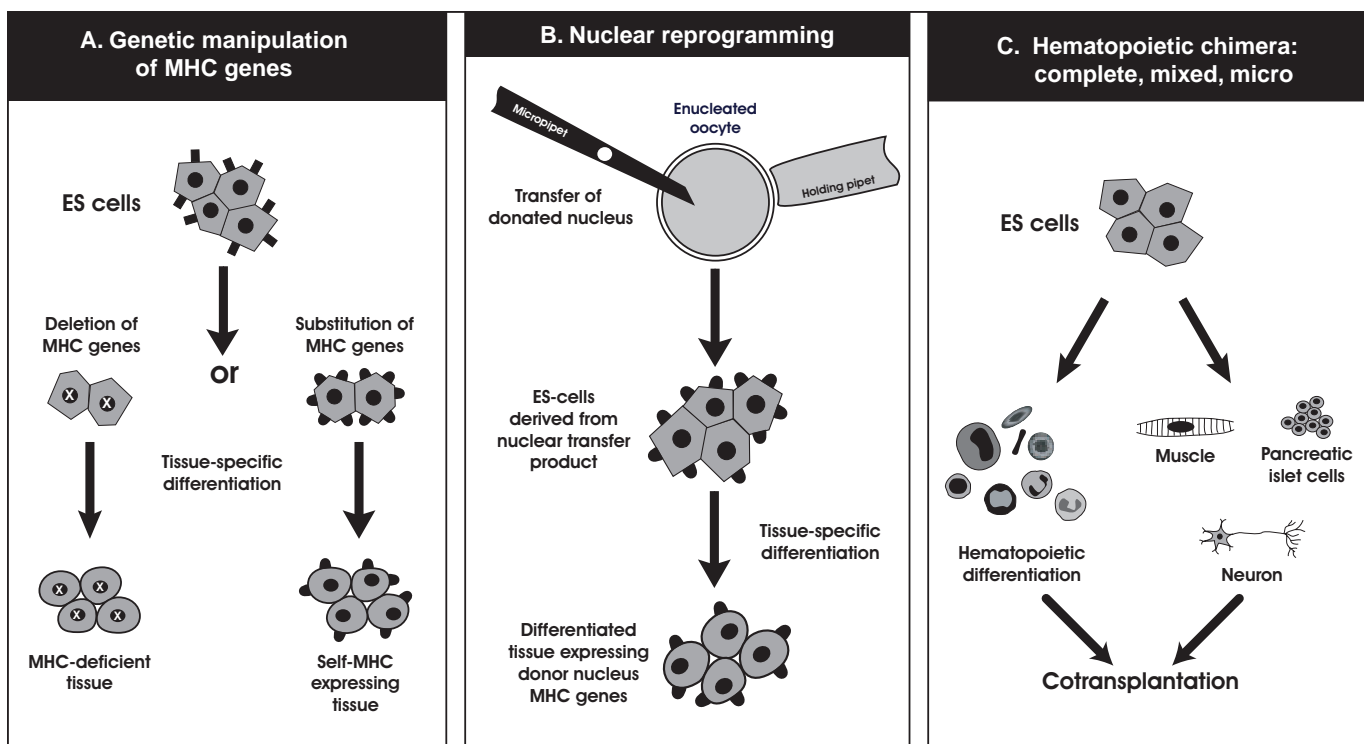 A. Genetic manipulation
of MHC genes
ES cells
Deletion of
MHC genes
or
Substitution of
MHC genes
X
X
Tissue-specific
differentiation
X
X
X
X
MHC-deficient
tissue
Self-MHC
expressing
tissue
B. Nuclear reprogramming
Micropipet
Enucleated
oocyte
Holding pipet
Transfer of
donated nucleus
ES-cells
derived from
nuclear transfer
product
Tissue-specific
differentiation
Differentiated
tissue expressing
donor nucleus
MHC genes
C. Hematopoietic chimera:
complete, mixed, micro
ES cells
Muscle
Pancreatic
islet cells
Hematopoietic
differentiation
Neuron
Cotransplantation